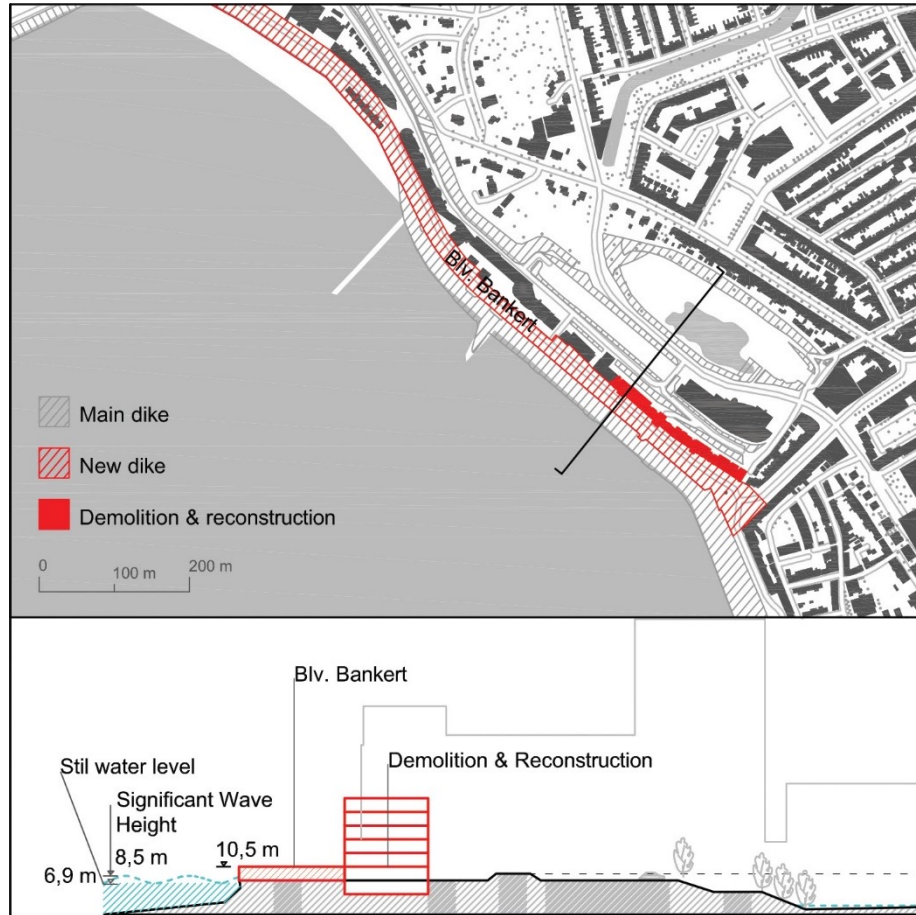 Blv. Bankert
Main dike
New dike
Demolition & reconstruction
0
100 m
200 m
Blv. Bankert
Stil water level
Demolition & Reconstruction
Significant Wave
Height
8,5 m
10,5 m
6,9 m